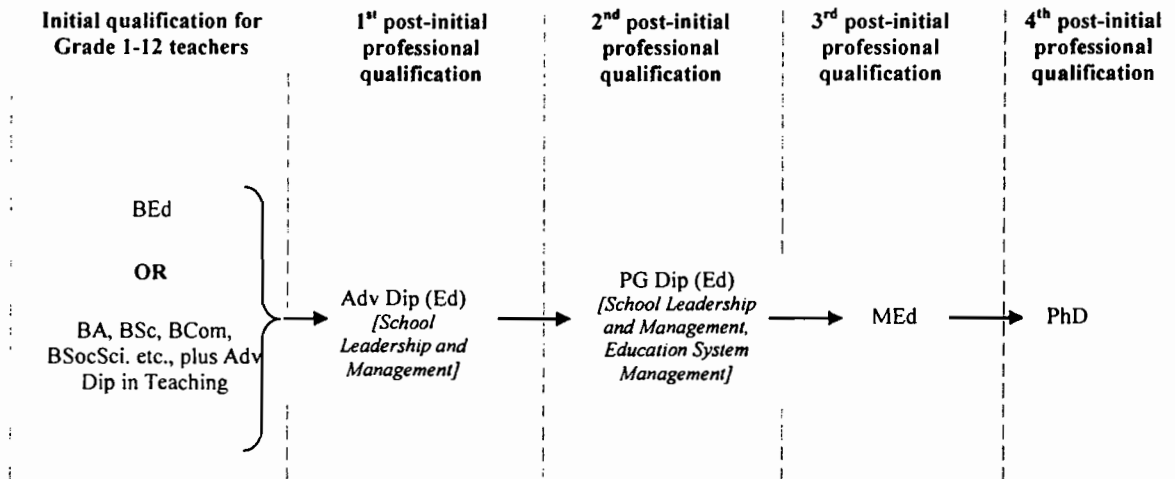 Initial qualification for
Grade 1-12 teachers
1st post-initial
professional
qualification
2nd post-initial
professional
qualification
3rd post-initial
professional
qualification
4th post-initial
professional
qualification
BEd
OR
BA, BSc, BCom,
BSocSci. etc., plus Adv
Dip in Teaching
Adv Dip (Ed)
[School
Leadership and
Management]
PG Dip (Ed)
[School Leadership
and Management,
Education System
Management]
MEd
PhD